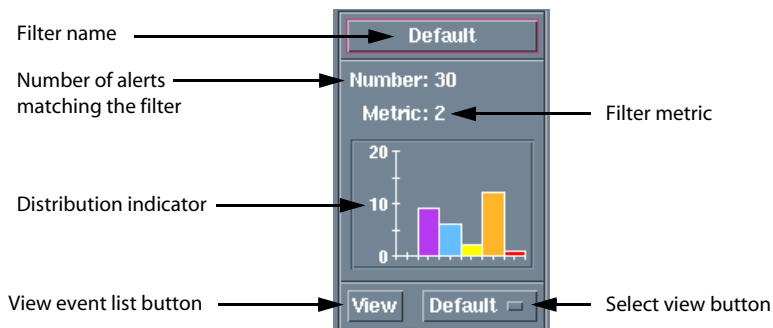 Filter name
Default
Number of alerts
matching the filter
Number: 30
Metric: 2
Filter metric
20
10
0
Distribution indicator
View event list button
View
Default
Select view button